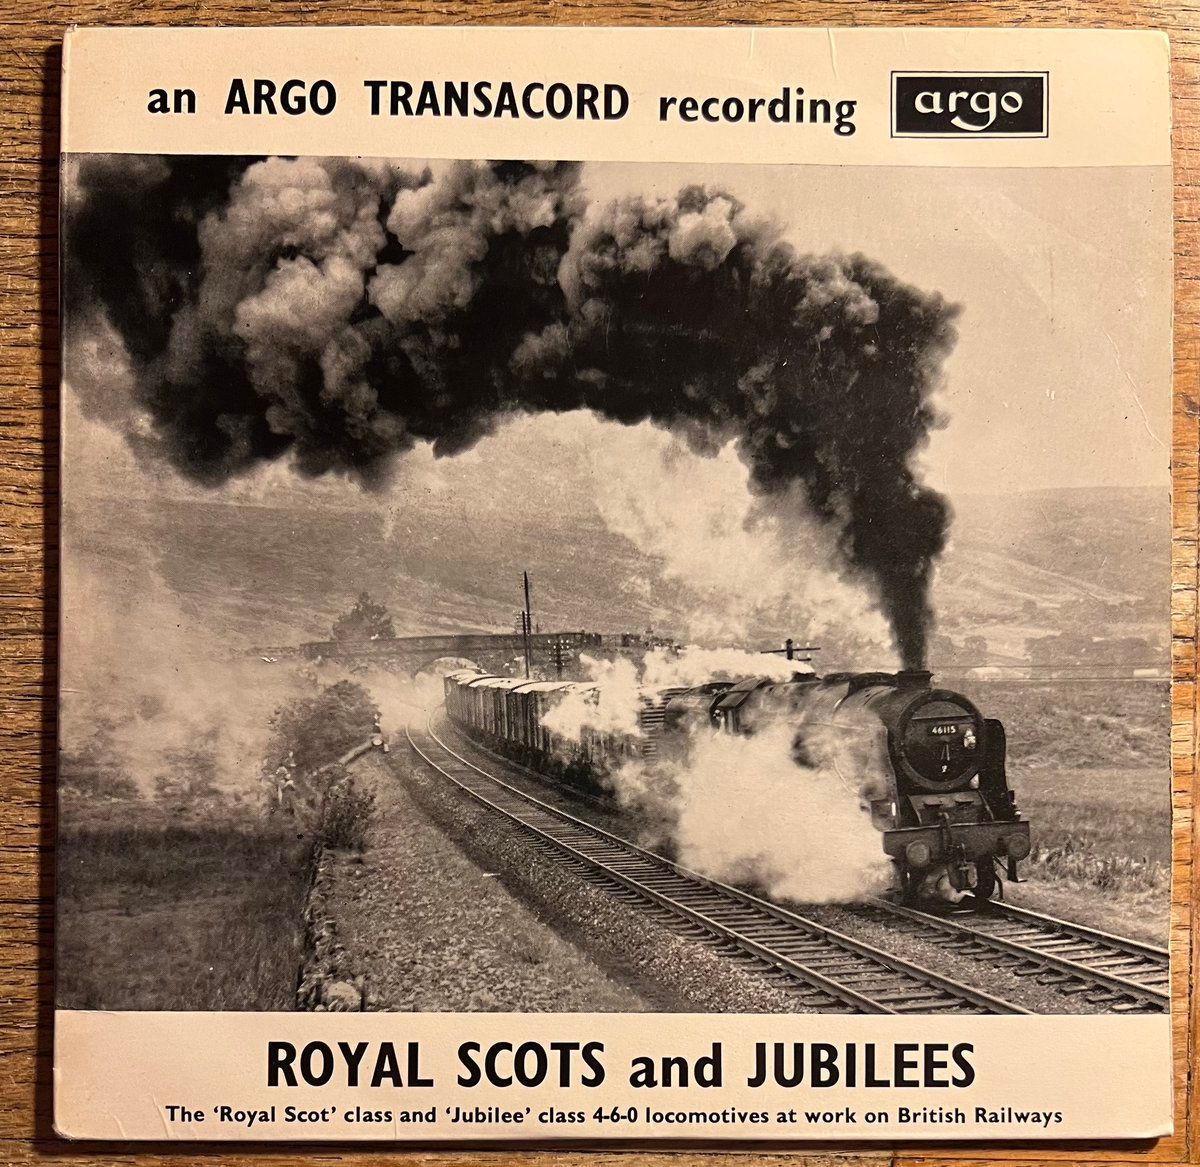 an ARGO TRANSACORD recording
argo
46115
ROYAL SCOTS and JUBILEES
The ‘Royal Scot’ class and ‘Jubilee’ class 4-6-0 locomotives at work on British Railways